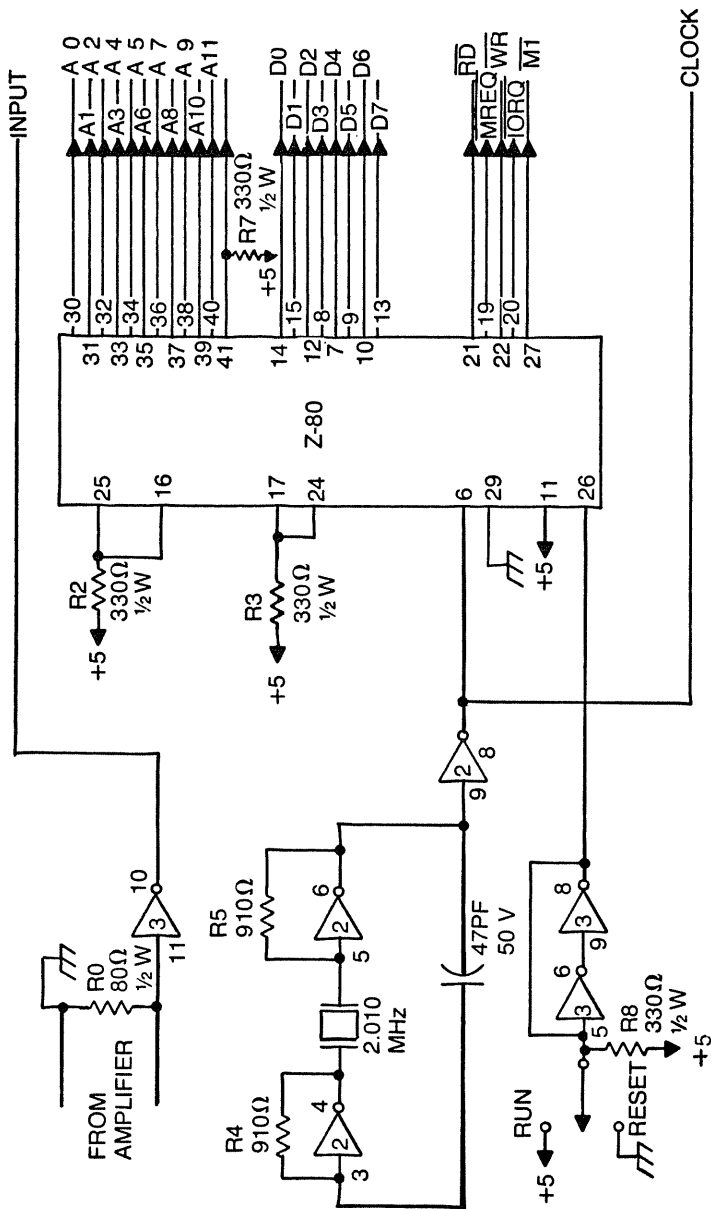 INPUT
FROM
AMPLIFIER
R0
80Ω
½ W
11
3
10
+5
R2
330Ω
½ W
25
16
+5
R3
330Ω
½ W
17
24
Z-80
30
31
32
33
34
35
36
37
38
39
40
41
A 0
A1
A 2
A3
A 4
A 5
A6
A 7
A8
A 9
A10
A11
R7 330Ω
½ W
+5
14
15
12
8
7
9
10
13
D0
D1
D2
D3
D4
D5
D6
D7
21
19
22
20
27
R̅D̅
M̅R̅E̅Q̅
W̅R̅
I̅O̅R̅Q̅
M̅1̅
6
29
11
+5
26
R4
910Ω
3
2
4
2.010
MHz
R5
910Ω
5
2
6
47PF
50 V
9
2
8
CLOCK
RUN
+5
RESET
5
3
6
9
3
8
R8
330Ω
½ W
+5